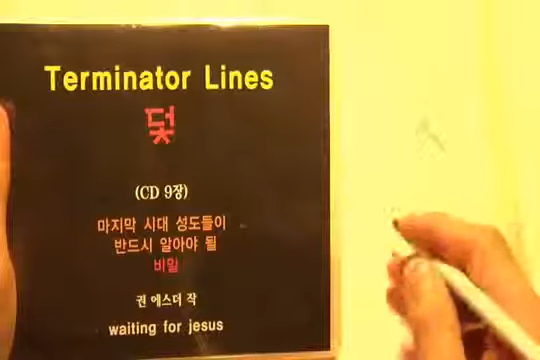 Terminator Lines
덫
(CD 9장)
마지막 시대 성도들이
반드시 알아야 될
비밀
권 에스더 작
waiting for jesus